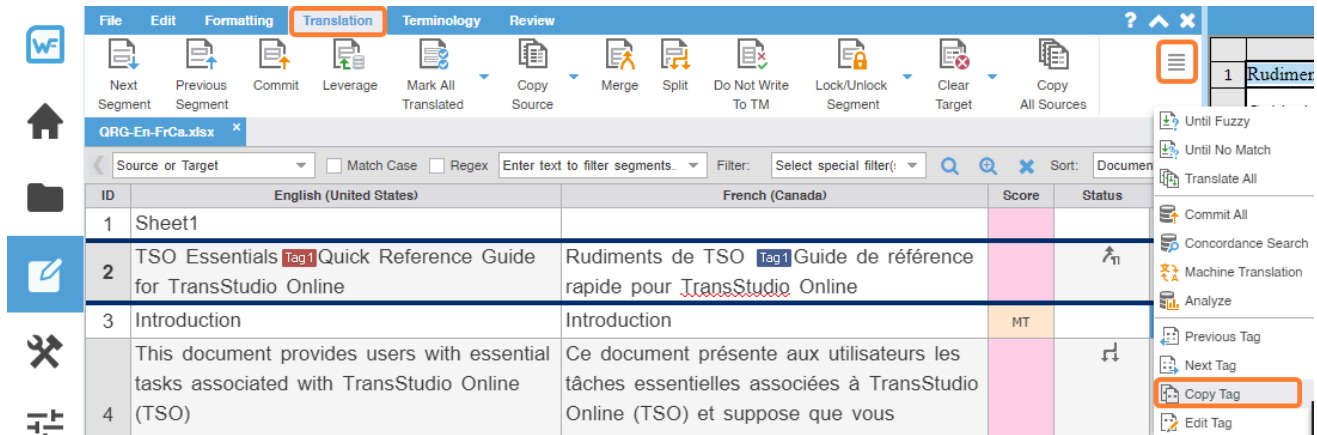 WF
File Edit Formatting Translation Terminology Review ?
Next Segment
Previous Segment
Commit
Leverage
Mark All Translated
Copy Source
Merge
Split
Do Not Write To TM
Lock/Unlock Segment
Clear Target
Copy All Sources
1 Rudimen
QRG-En-FrCa.xlsx
Source or Target Match Case Regex Enter text to filter segments.. Filter: Select special filter(s Sort: Documen
ID English (United States) French (Canada) Score Status
1 Sheet1
2 TSO Essentials Tag1 Quick Reference Guide
for TransStudio Online
Rudiments de TSO Tag1 Guide de référence
rapide pour TransStudio Online
3 Introduction Introduction MT
4 This document provides users with essential
tasks associated with TransStudio Online
(TSO)
Ce document présente aux utilisateurs les
tâches essentielles associées à TransStudio
Online (TSO) et suppose que vous
Until Fuzzy
Until No Match
Translate All
Commit All
Concordance Search
Machine Translation
Analyze
Previous Tag
Next Tag
Copy Tag
Edit Tag